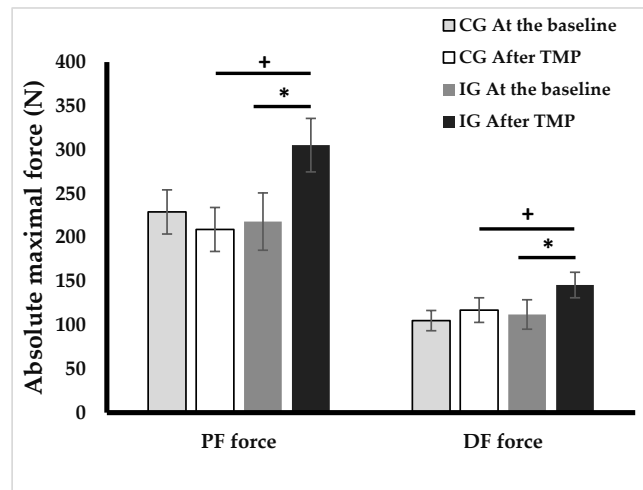 CG At the baseline
CG After TMP
IG At the baseline
IG After TMP
Absolute maximal force (N)
400
350
300
250
200
150
100
50
0
+
*
+
*
PF force
DF force